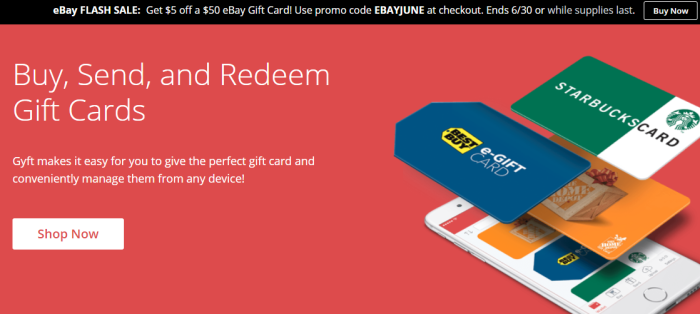 eBay FLASH SALE: Get $5 off a $50 eBay Gift Card! Use promo code EBAYJUNE at checkout. Ends 6/30 or while supplies last.
Buy Now
Buy, Send, and Redeem
Gift Cards
Gyft makes it easy for you to give the perfect gift card and
conveniently manage them from any device!
Shop Now
STARBUCKS CARD
BEST
BUY
e-GIFT
CARD